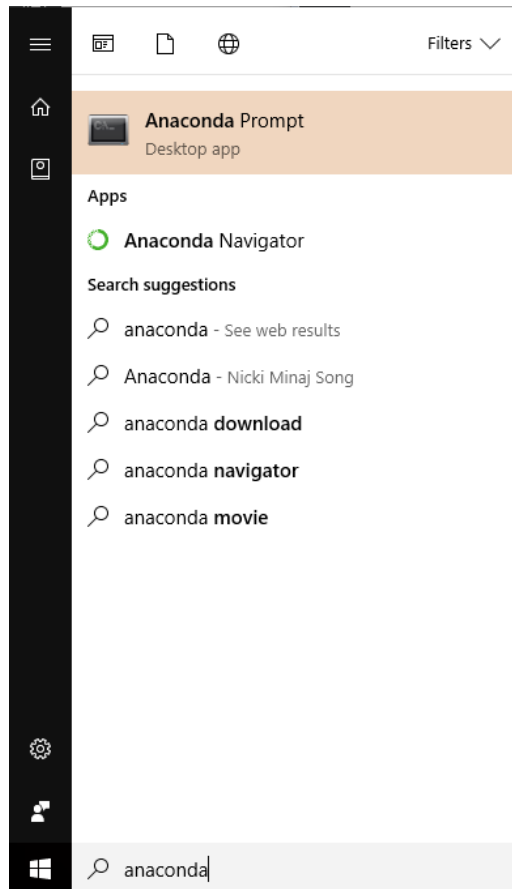 Filters
Anaconda Prompt
Desktop app
Apps
Anaconda Navigator
Search suggestions
anaconda - See web results
Anaconda - Nicki Minaj Song
anaconda download
anaconda navigator
anaconda movie
anaconda